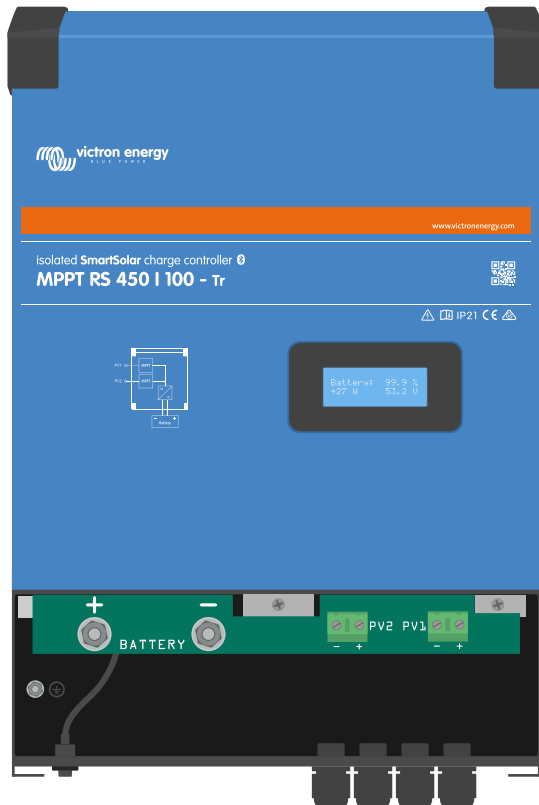 victron energy
BLUE POWER
www.victronenergy.com
isolated SmartSolar charge controller
MPPT RS 450 | 100 - Tr
IP21 CE
PV1 MPPT
PV2 MPPT
- +
Battery
Battery: 99.9 %
+27 W 53.2 V
+ -
BATTERY
PV2 PV1
- + - +